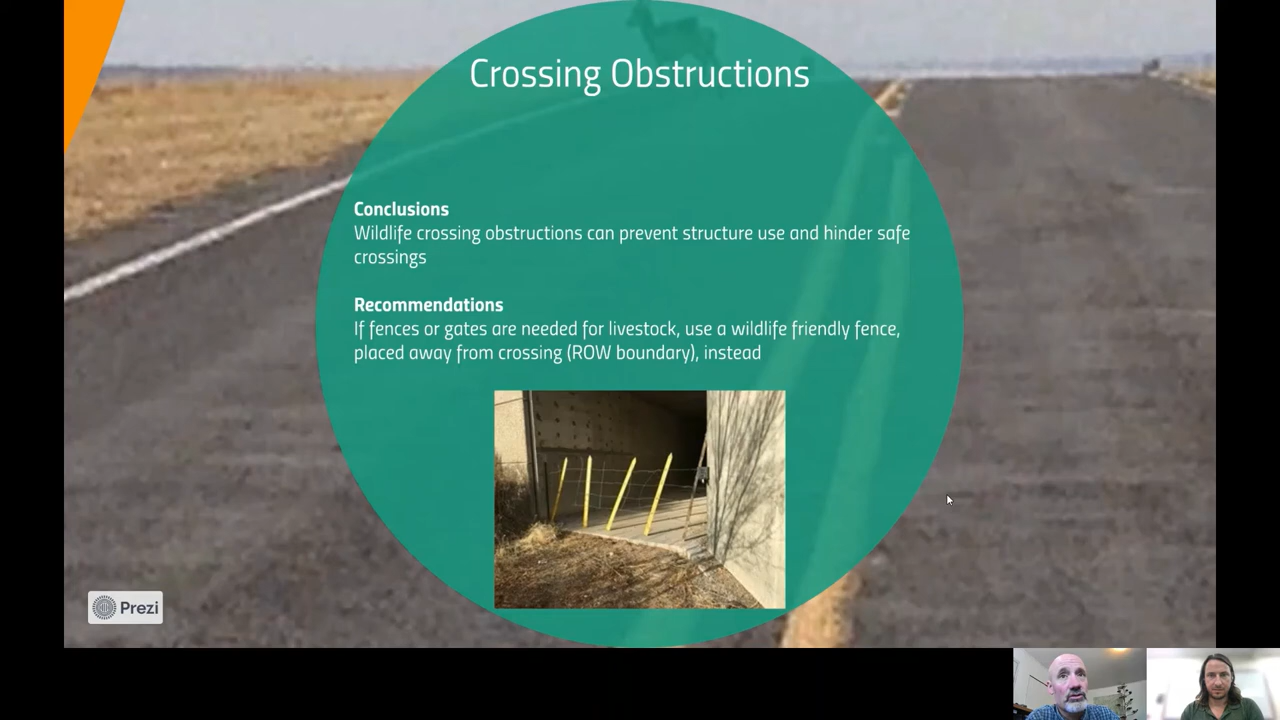 Crossing Obstructions
Conclusions
Wildlife crossing obstructions can prevent structure use and hinder safe
crossings
Recommendations
If fences or gates are needed for livestock, use a wildlife friendly fence,
placed away from crossing (ROW boundary), instead
Prezi